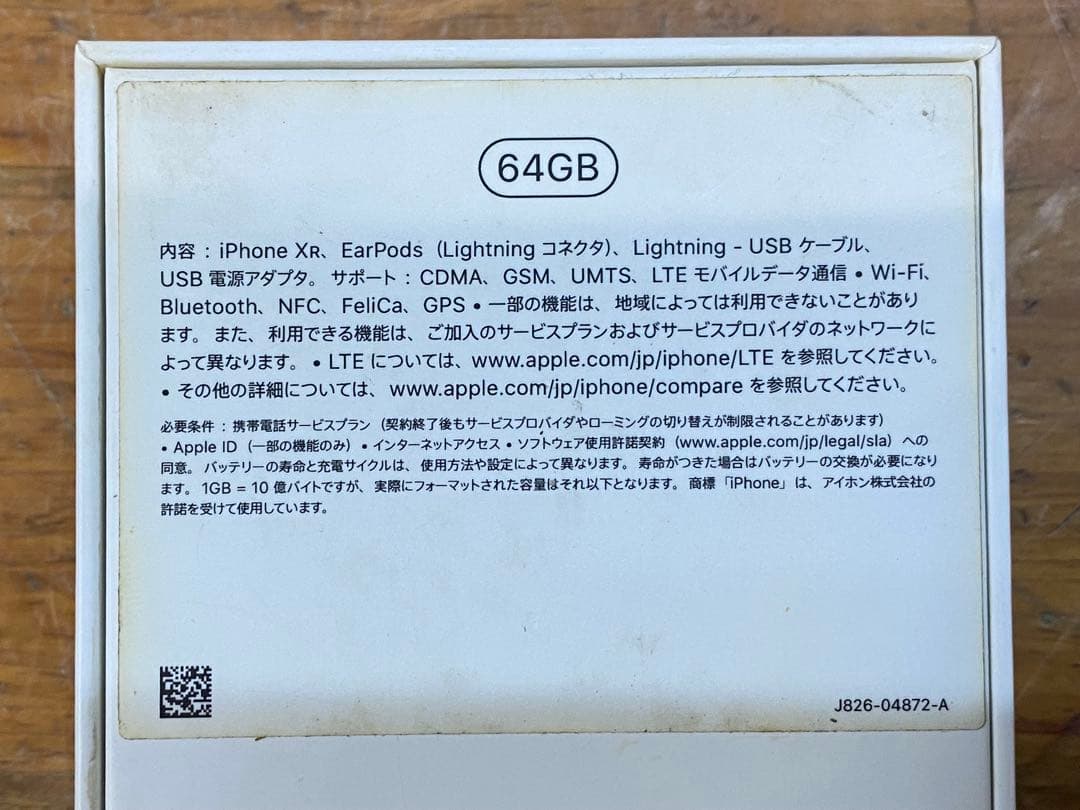 64GB
内容 : iPhone XR、EarPods（Lightning コネクタ）、Lightning - USB ケーブル、
USB 電源アダプタ。サポート : CDMA、GSM、UMTS、LTE モバイルデータ通信 • Wi-Fi、
Bluetooth、NFC、FeliCa、GPS • 一部の機能は、地域によっては利用できないことがあり
ます。また、利用できる機能は、ご加入のサービスプランおよびサービスプロバイダのネットワークに
よって異なります。 • LTE については、www.apple.com/jp/iphone/LTE を参照してください。
• その他の詳細については、www.apple.com/jp/iphone/compare を参照してください。
必要条件 : 携帯電話サービスプラン（契約終了後もサービスプロバイダやローミングの切り替えが制限されることがあります）
• Apple ID（一部の機能のみ）• インターネットアクセス • ソフトウェア使用許諾契約（www.apple.com/jp/legal/sla）への
同意。バッテリーの寿命と充電サイクルは、使用方法や設定によって異なります。寿命がつきた場合はバッテリーの交換が必要になり
ます。1GB = 10 億バイトですが、実際にフォーマットされた容量はそれ以下となります。商標「iPhone」は、アイホン株式会社の
許諾を受けて使用しています。
J826-04872-A